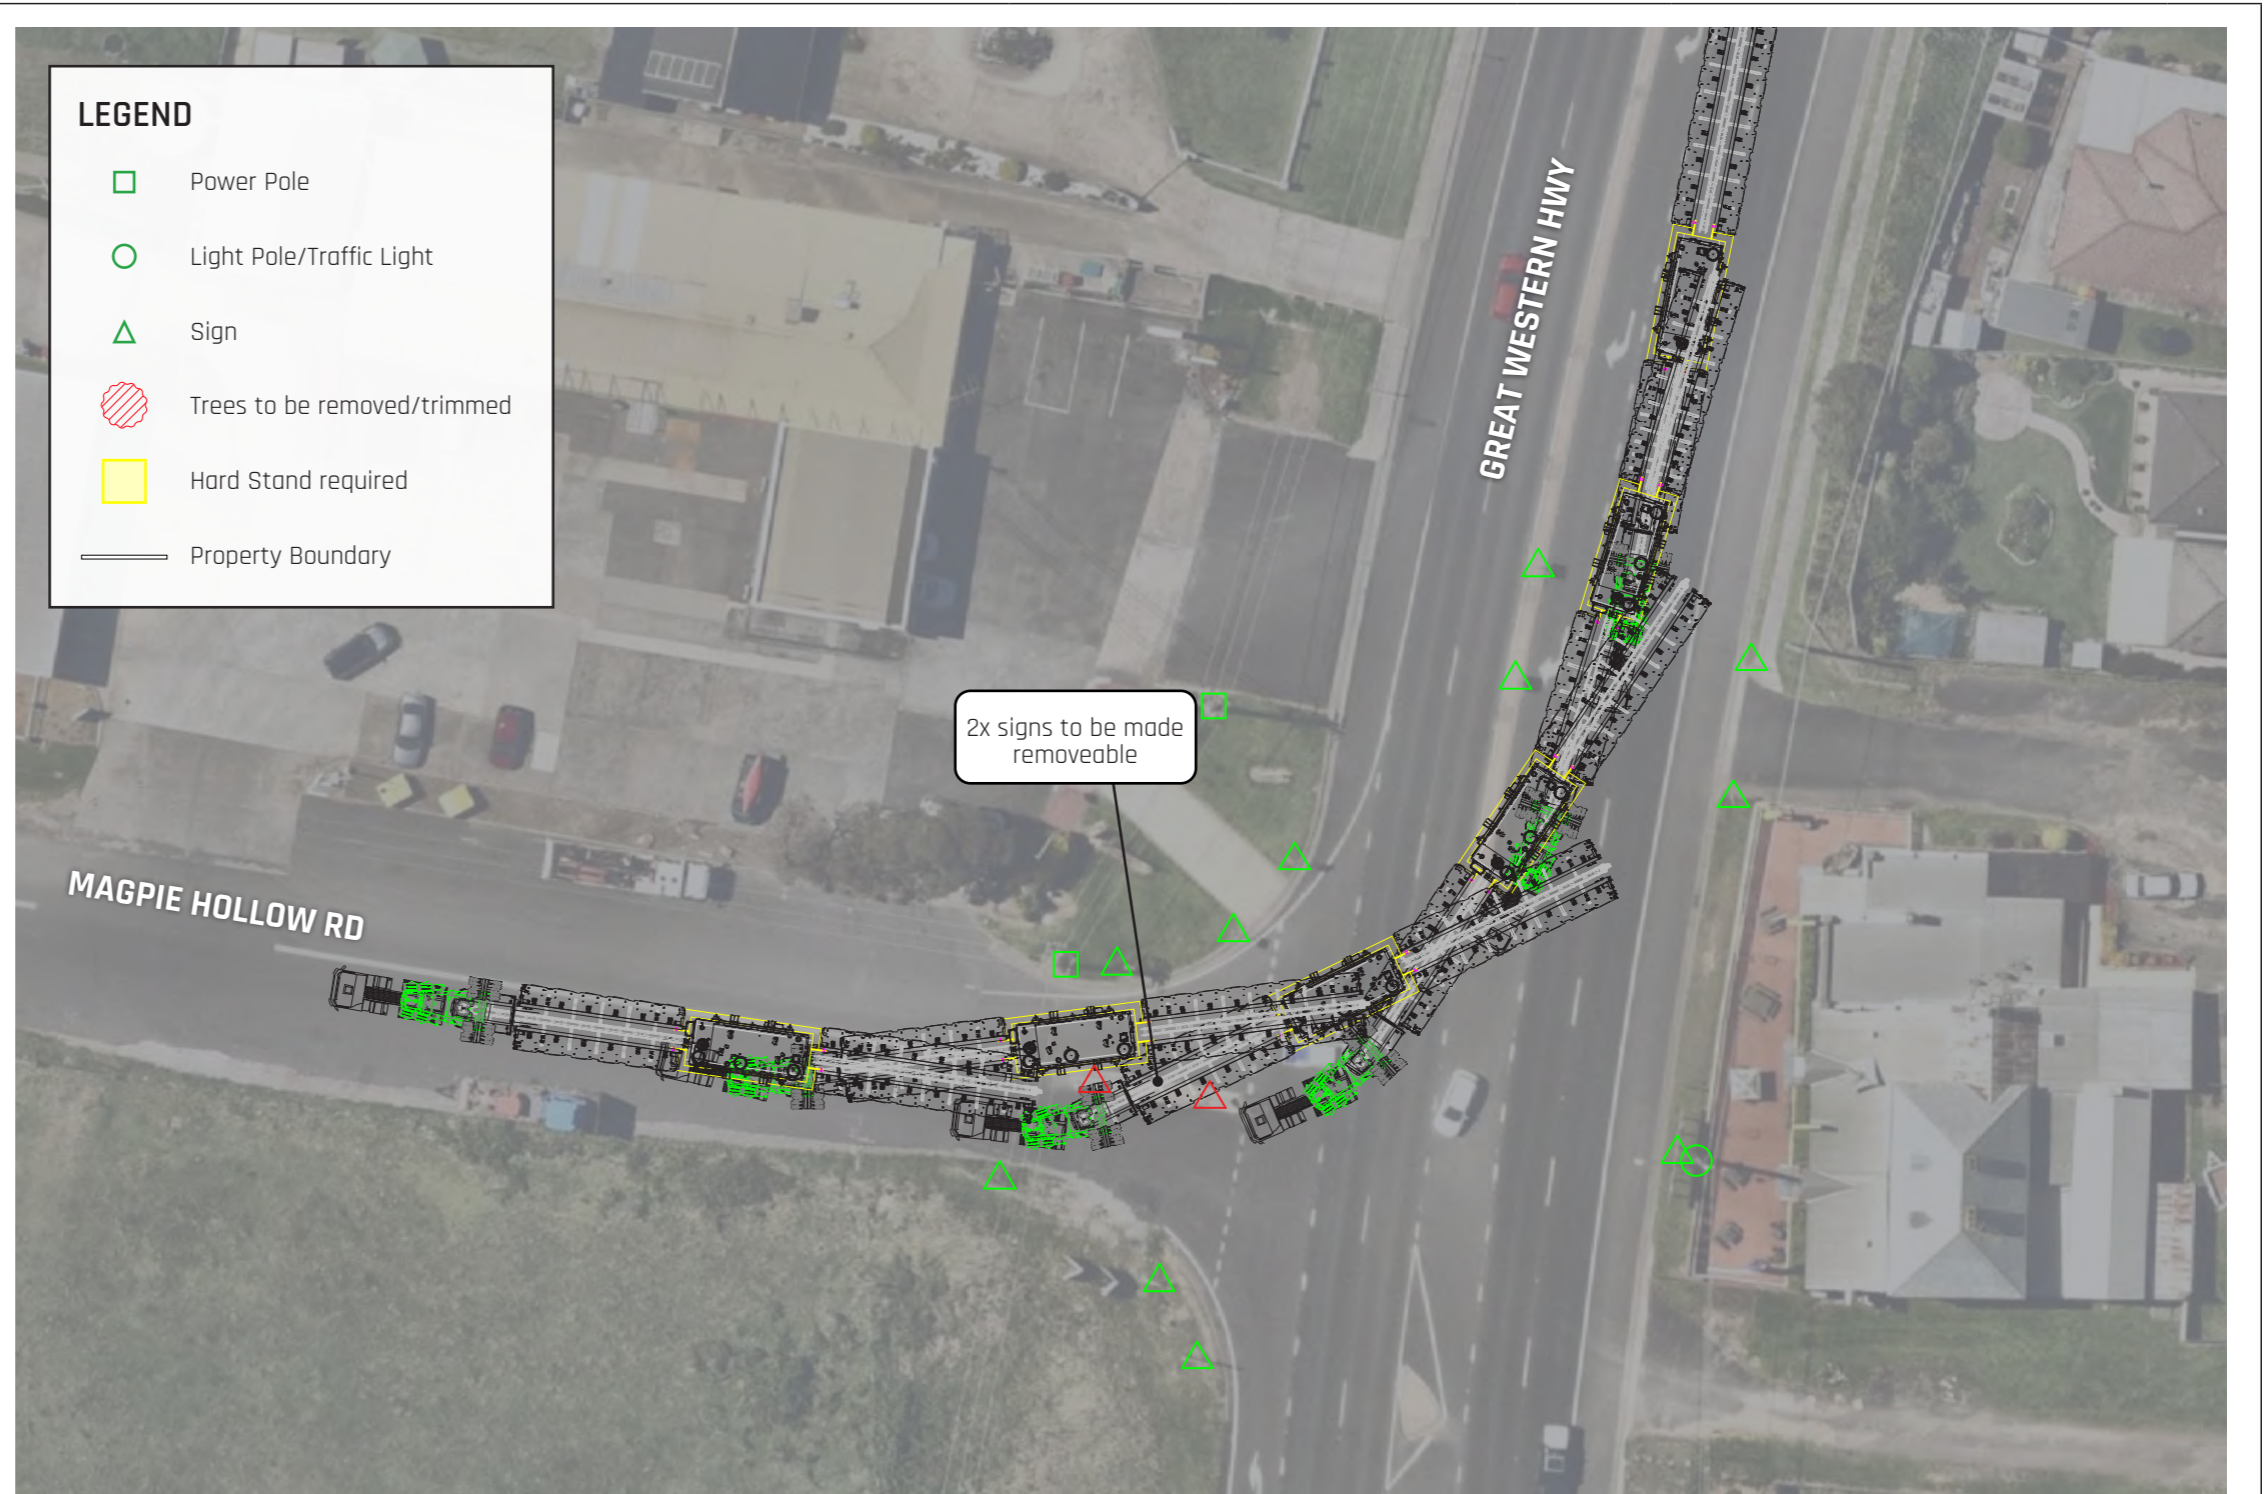 LEGEND
Power Pole
Light Pole/Traffic Light
Sign
Trees to be removed/trimmed
Hard Stand required
Property Boundary
GREAT WESTERN HWY
2x signs to be made
removeable
MAGPIE HOLLOW RD